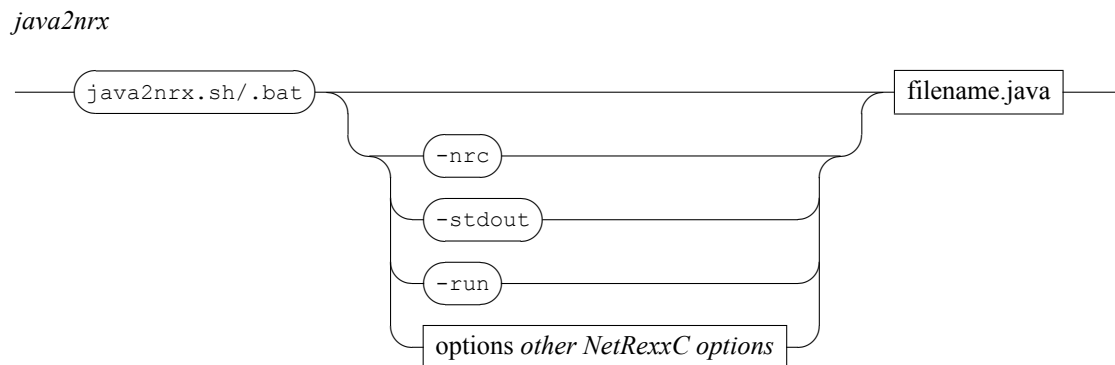 java2nrx
java2nrx.sh/.bat filename.java
-nrc
-stdout
-run
options other NetRexxC options